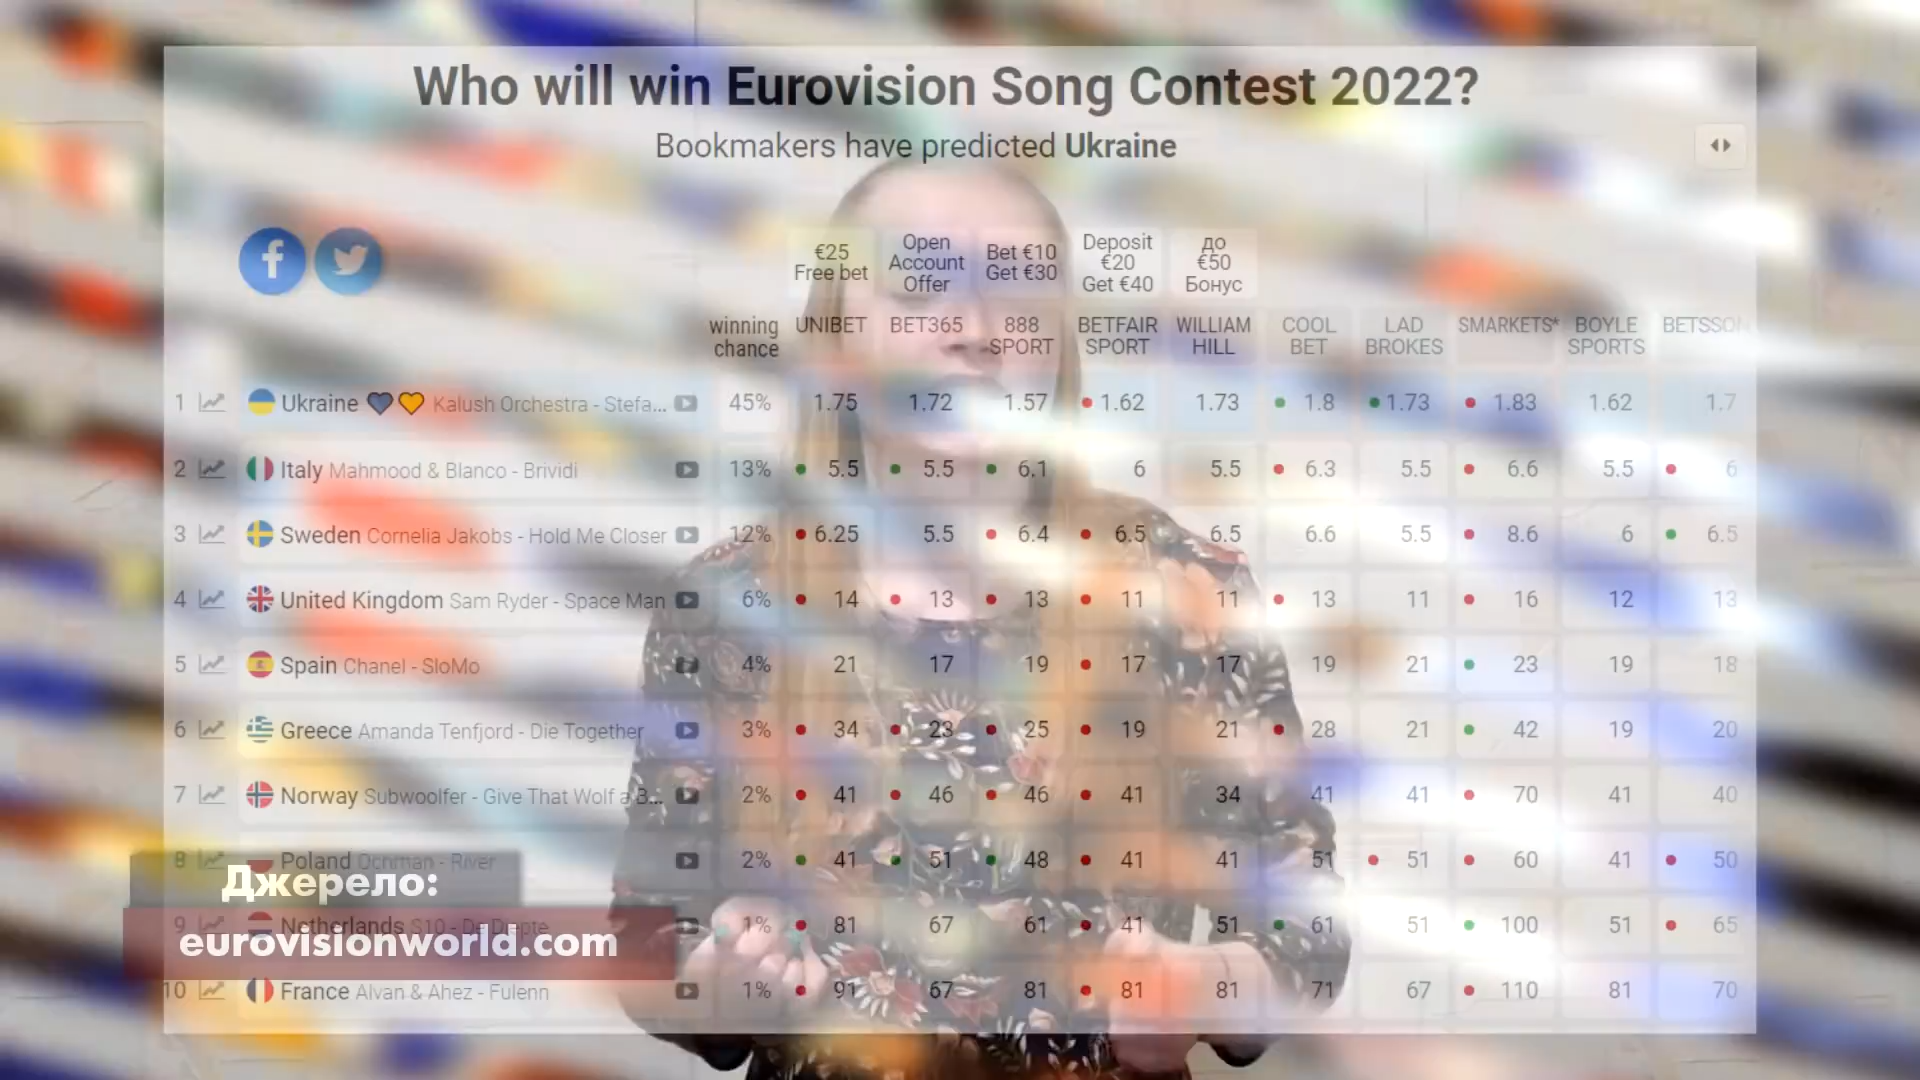 Who will win Eurovision Song Contest 2022?
Bookmakers have predicted Ukraine
€25 Free bet
Open Account Offer
Bet €10 Get €30
Deposit €20 Get €40
до €50 Бонус
winning chance UNIBET BET365 888 SPORT BETFAIR SPORT WILLIAM HILL COOL BET LAD BROKES SMARKETS* BOYLE SPORTS BETSSON
1 Ukraine Kalush Orchestra - Stefa... 45% 1.75 1.72 1.57 1.62 1.73 1.8 1.73 1.83 1.62 1.7
2 Italy Mahmood & Blanco - Brividi 13% 5.5 5.5 6.1 6 5.5 6.3 5.5 6.6 5.5 6
3 Sweden Cornelia Jakobs - Hold Me Closer 12% 6.25 5.5 6.4 6.5 6.5 6.6 5.5 8.6 6 6.5
4 United Kingdom Sam Ryder - Space Man 6% 14 13 13 11 11 13 11 16 12 13
5 Spain Chanel - SloMo 4% 21 17 19 17 17 19 21 23 19 18
6 Greece Amanda Tenfjord - Die Together 3% 34 23 25 19 21 28 21 42 19 20
7 Norway Subwoolfer - Give That Wolf a B... 2% 41 46 46 41 34 41 41 70 41 40
8 Poland Ochman - River 2% 41 51 48 41 41 51 51 60 41 50
Джерело:
9 Netherlands S10 - De Diepte 1% 81 67 61 41 51 61 51 100 51 65
eurovisionworld.com
10 France Alvan & Ahez - Fulenn 1% 91 67 81 81 81 71 67 110 81 70